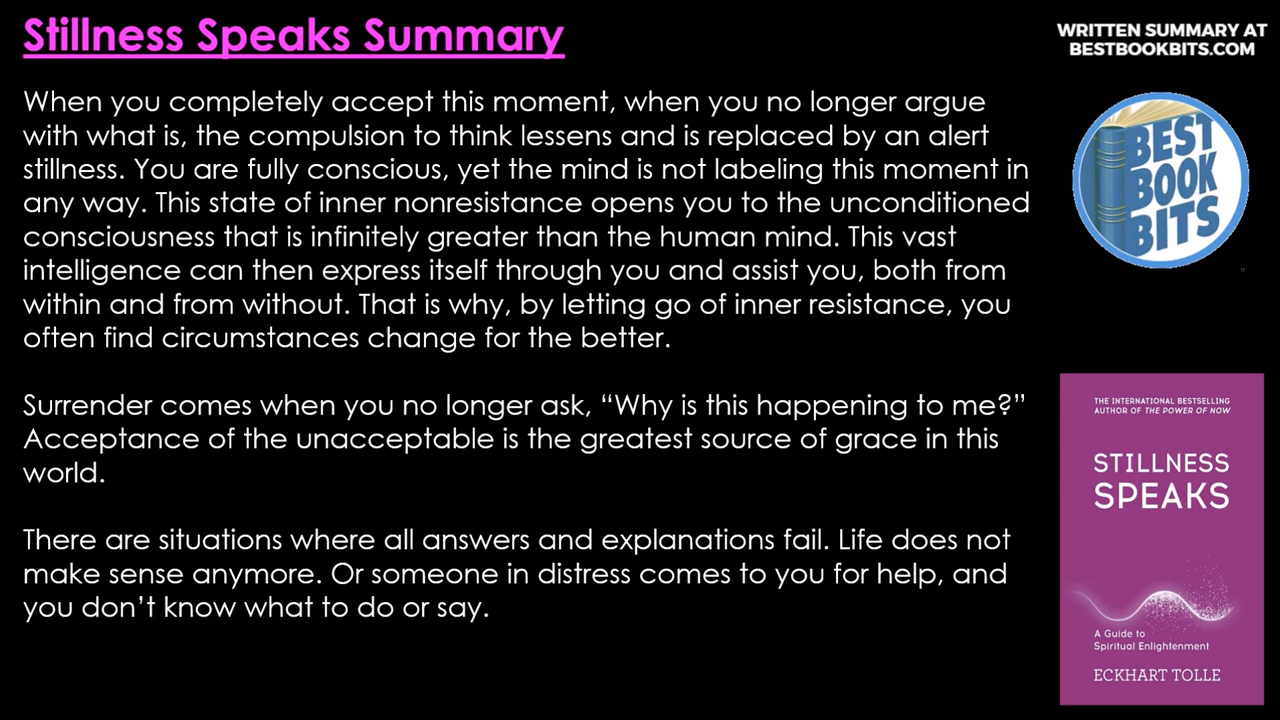 Stillness Speaks Summary
When you completely accept this moment, when you no longer argue
with what is, the compulsion to think lessens and is replaced by an alert
stillness. You are fully conscious, yet the mind is not labeling this moment in
any way. This state of inner nonresistance opens you to the unconditioned
consciousness that is infinitely greater than the human mind. This vast
intelligence can then express itself through you and assist you, both from
within and from without. That is why, by letting go of inner resistance, you
often find circumstances change for the better.
Surrender comes when you no longer ask, “Why is this happening to me?”
Acceptance of the unacceptable is the greatest source of grace in this
world.
There are situations where all answers and explanations fail. Life does not
make sense anymore. Or someone in distress comes to you for help, and
you don’t know what to do or say.
WRITTEN SUMMARY AT
BESTBOOKBITS.COM
BEST
BOOK
BITS
THE INTERNATIONAL BESTSELLING
AUTHOR OF THE POWER OF NOW
STILLNESS
SPEAKS
A Guide to
Spiritual Enlightenment
ECKHART TOLLE